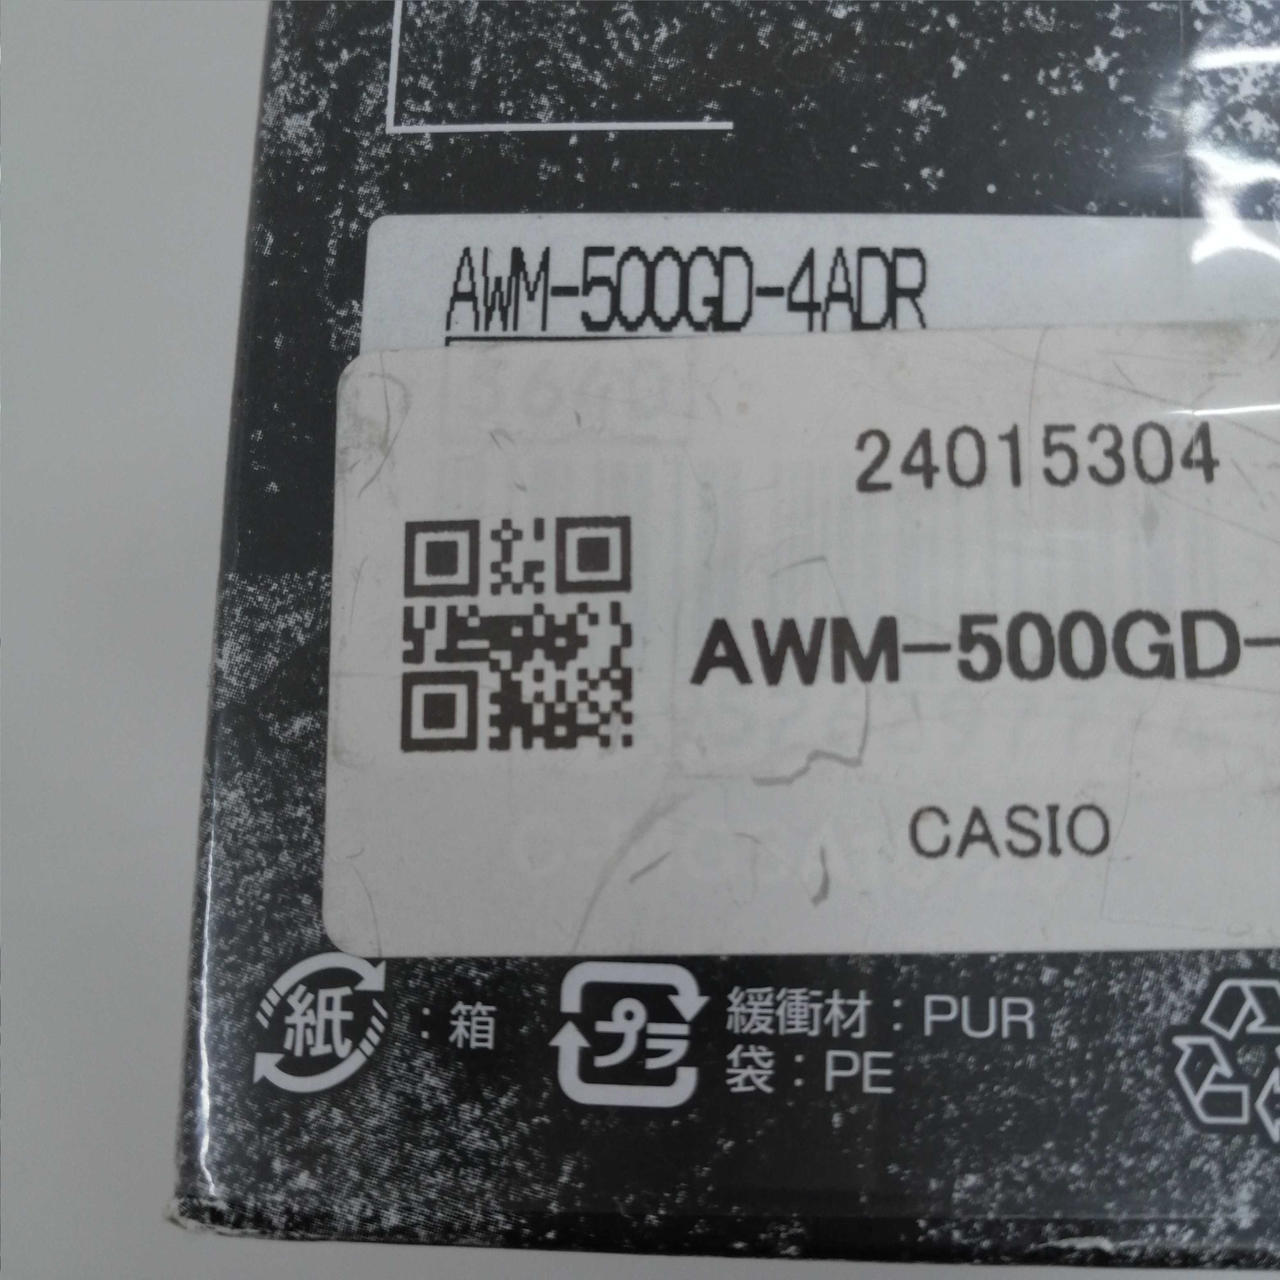 AWM-500GD-4ADR
24015304
AWM-500GD-
CASIO
紙 : 箱
プラ 緩衝材 : PUR
袋 : PE